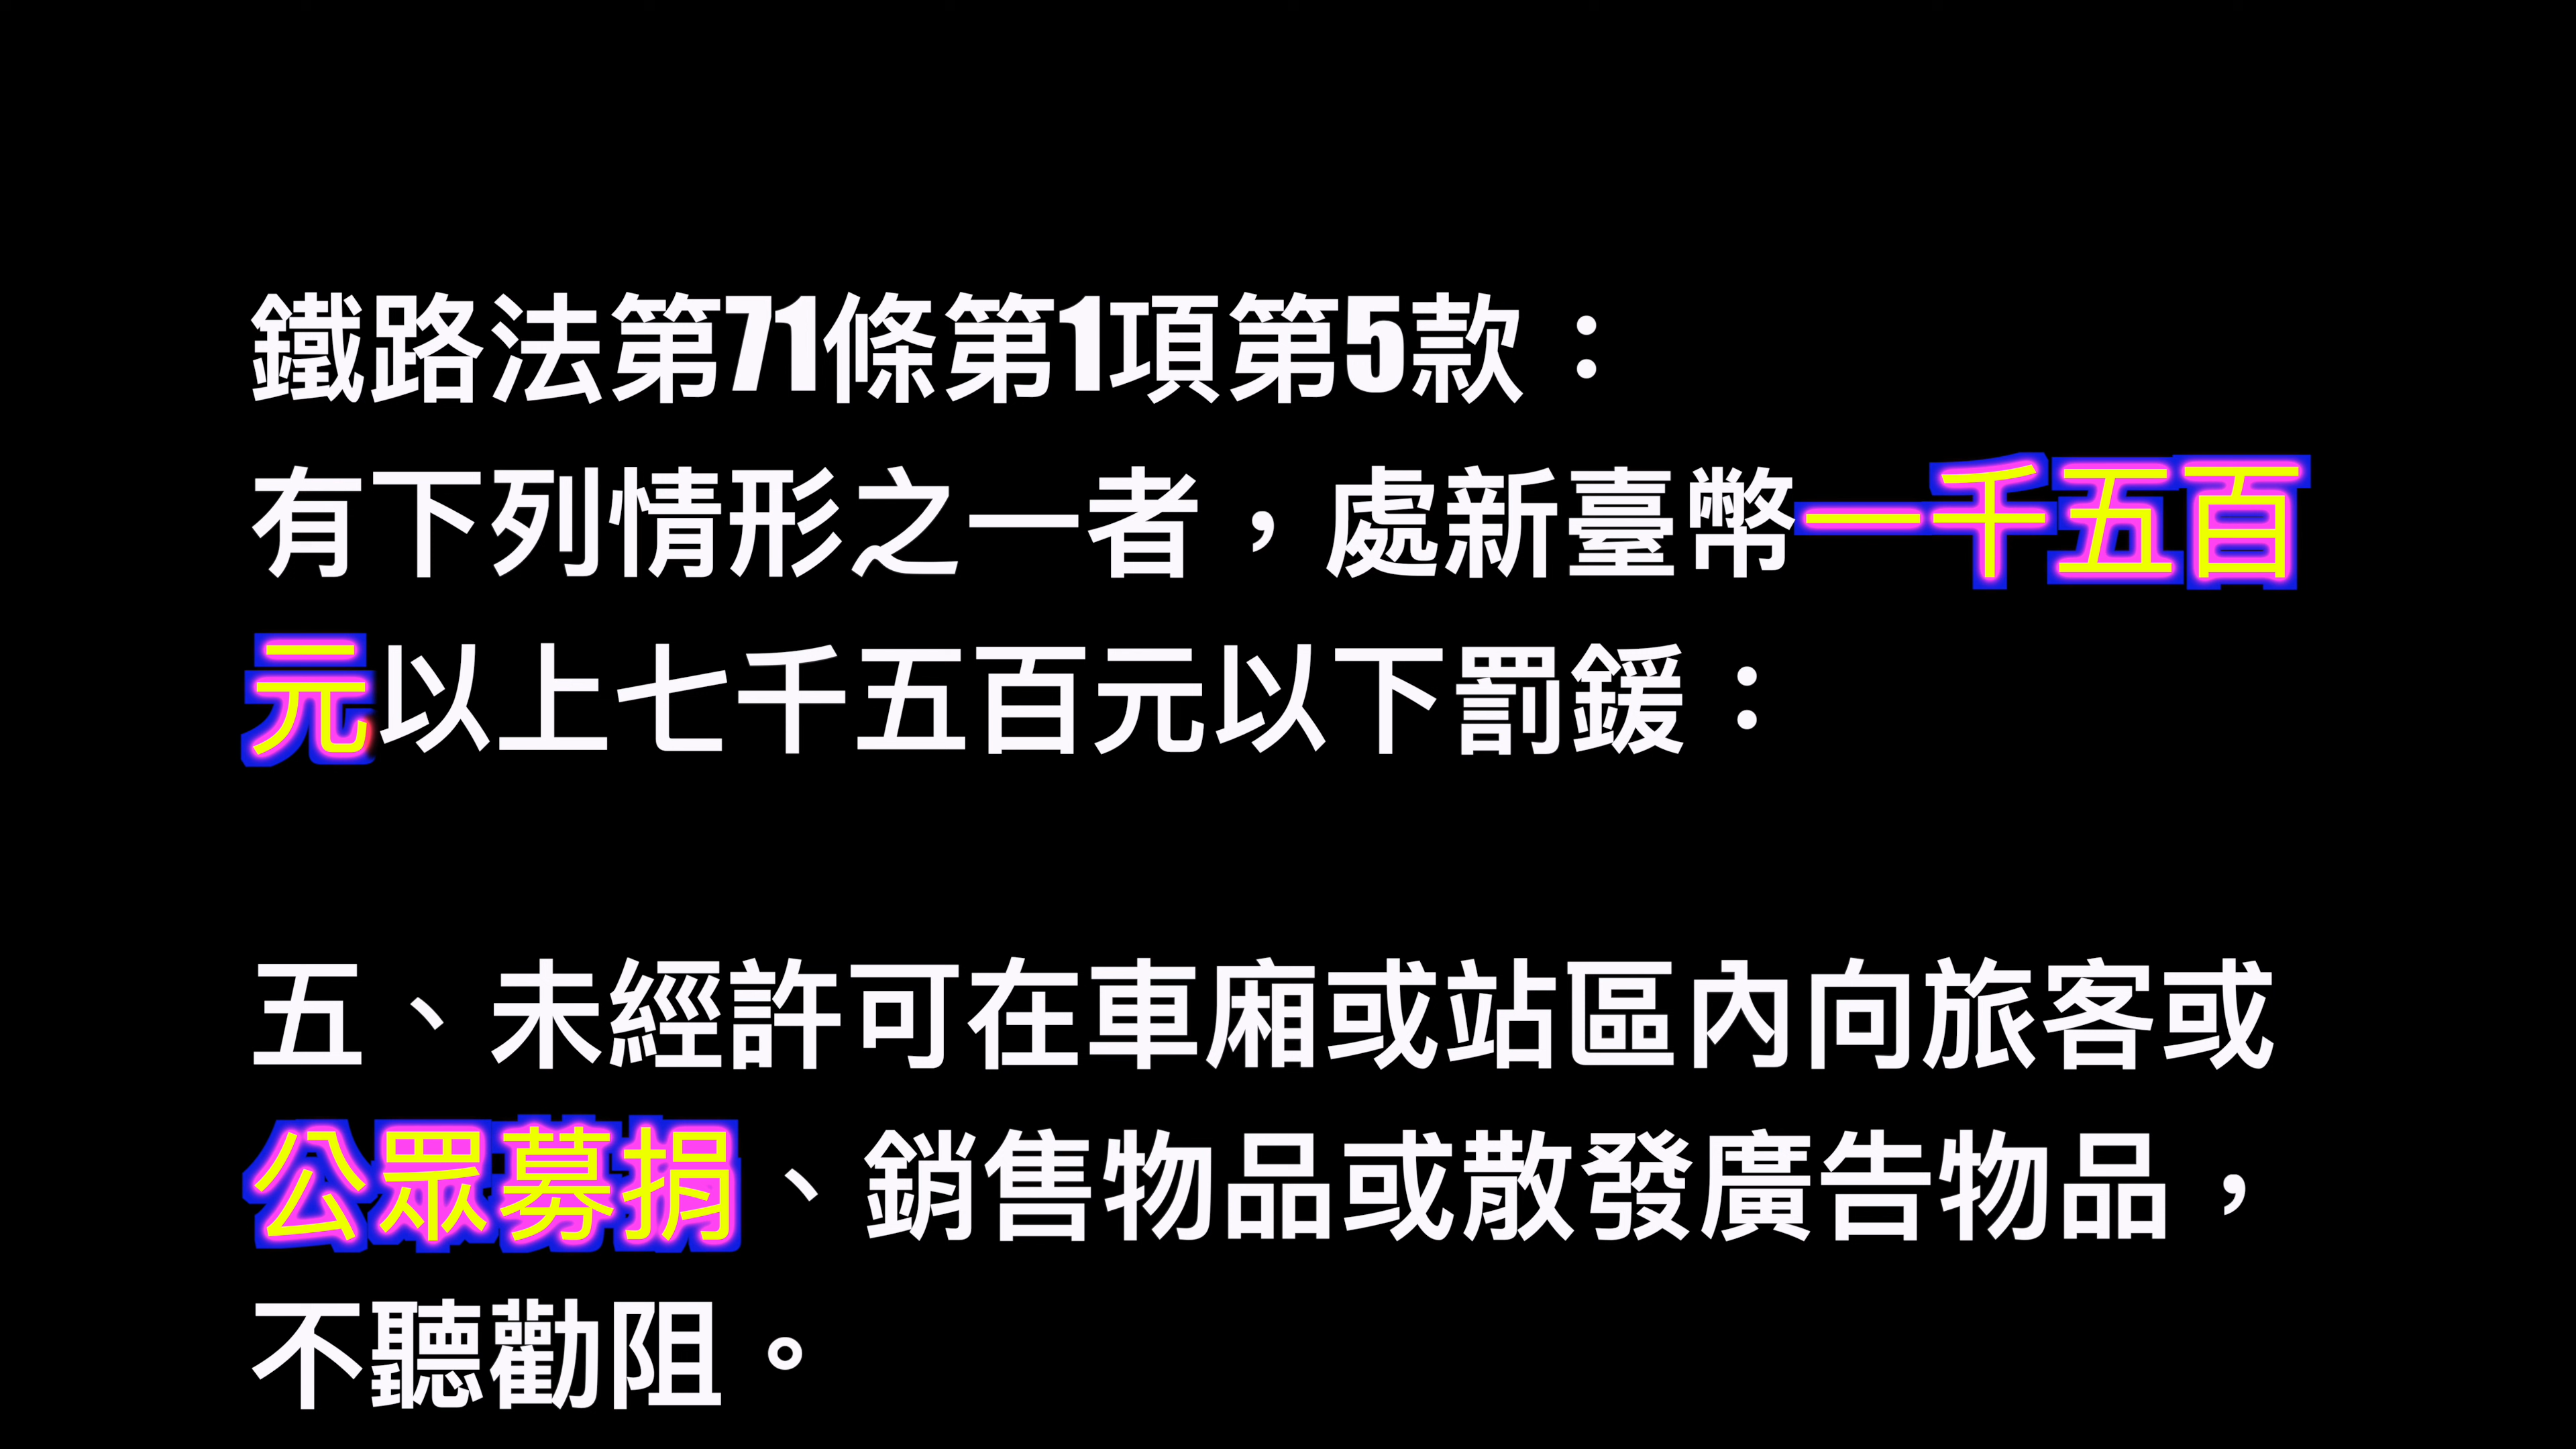 鐵路法第71條第1項第5款：
有下列情形之一者，處新臺幣一千五百
元以上七千五百元以下罰鍰：
五、未經許可在車廂或站區內向旅客或
公眾募捐、銷售物品或散發廣告物品，
不聽勸阻。